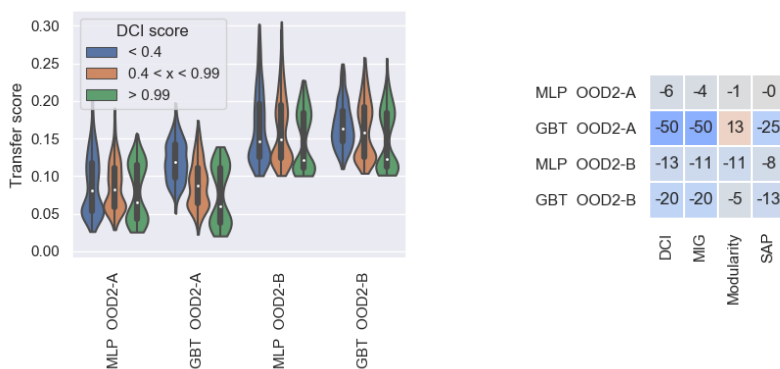 0.30
0.25
0.20
0.15
0.10
0.05
0.00
Transfer score
DCI score
< 0.4
0.4 < x < 0.99
> 0.99
MLP OOD2-A
GBT OOD2-A
MLP OOD2-B
GBT OOD2-B
MLP OOD2-A -6 -4 -1 -0
GBT OOD2-A -50 -50 13 -25
MLP OOD2-B -13 -11 -11 -8
GBT OOD2-B -20 -20 -5 -13
DCI
MIG
Modularity
SAP